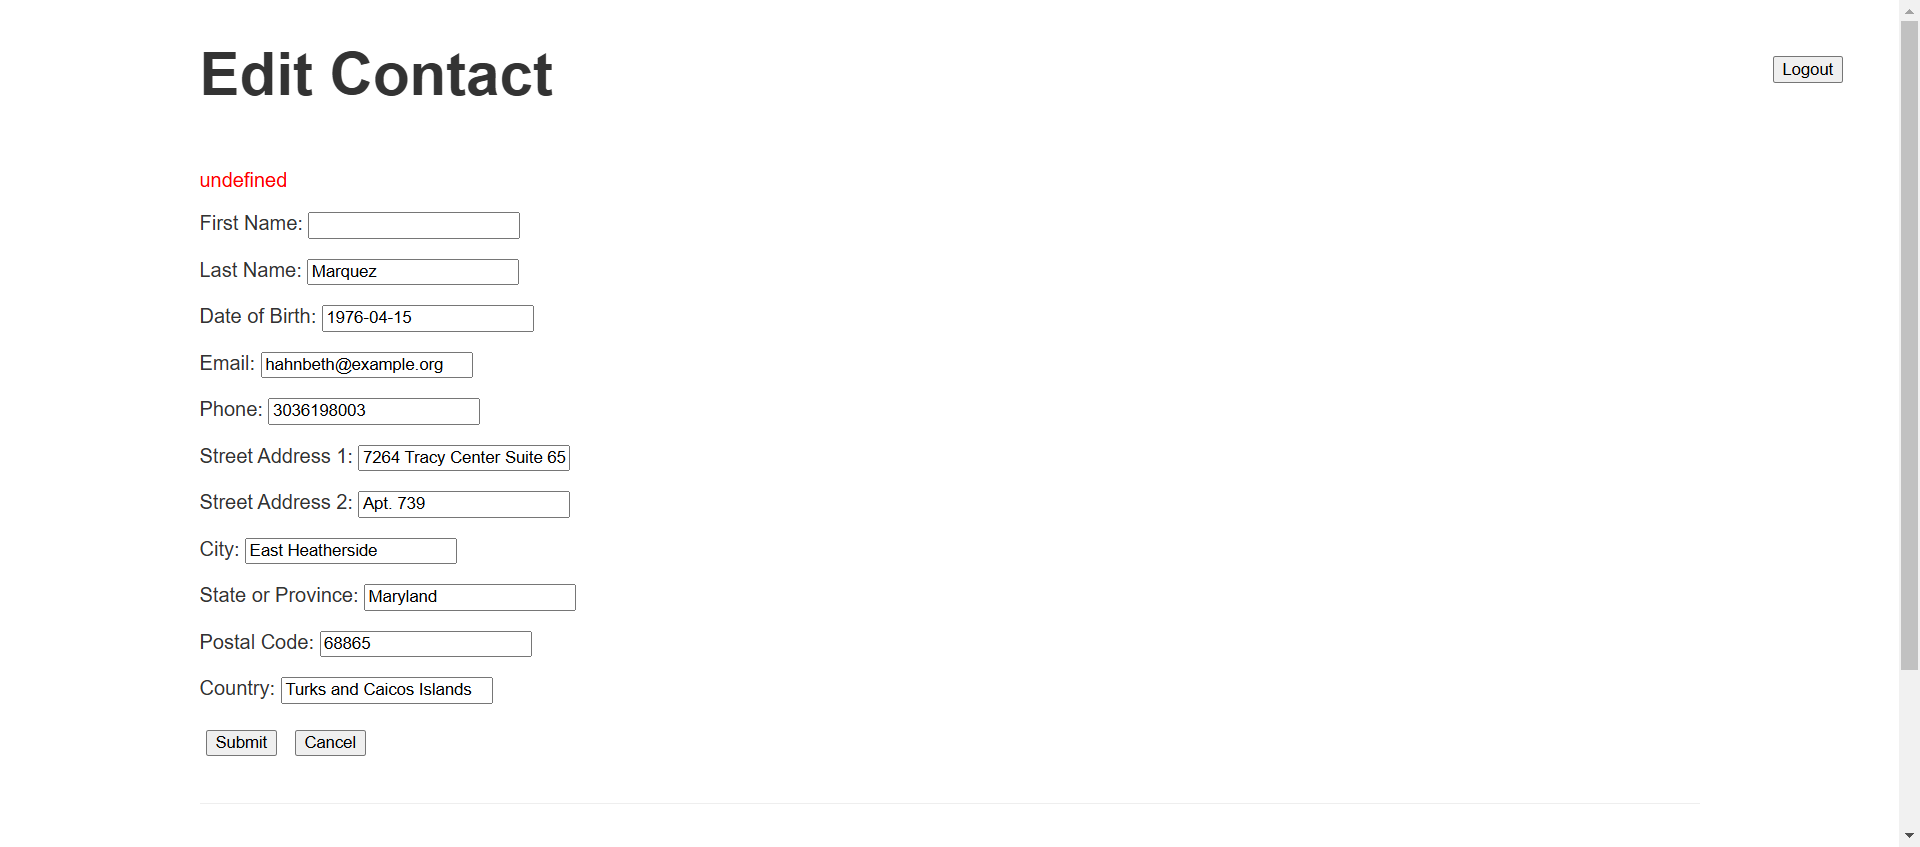 Edit Contact
Logout
undefined
First Name:
Last Name: Marquez
Date of Birth: 1976-04-15
Email: hahnbeth@example.org
Phone: 3036198003
Street Address 1: 7264 Tracy Center Suite 65
Street Address 2: Apt. 739
City: East Heatherside
State or Province: Maryland
Postal Code: 68865
Country: Turks and Caicos Islands
Submit Cancel